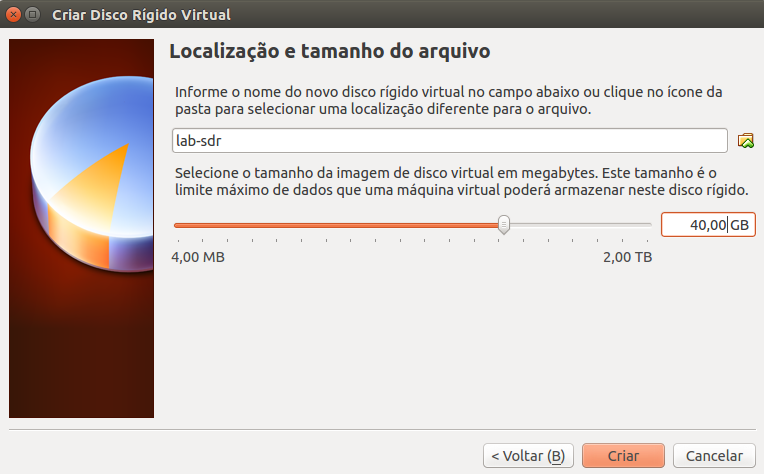 Criar Disco Rígido Virtual
Localização e tamanho do arquivo
Informe o nome do novo disco rígido virtual no campo abaixo ou clique no ícone da
pasta para selecionar uma localização diferente para o arquivo.
lab-sdr
Selecione o tamanho da imagem de disco virtual em megabytes. Este tamanho é o
limite máximo de dados que uma máquina virtual poderá armazenar neste disco rígido.
40,00 GB
4,00 MB 2,00 TB
< Voltar (B) Criar Cancelar